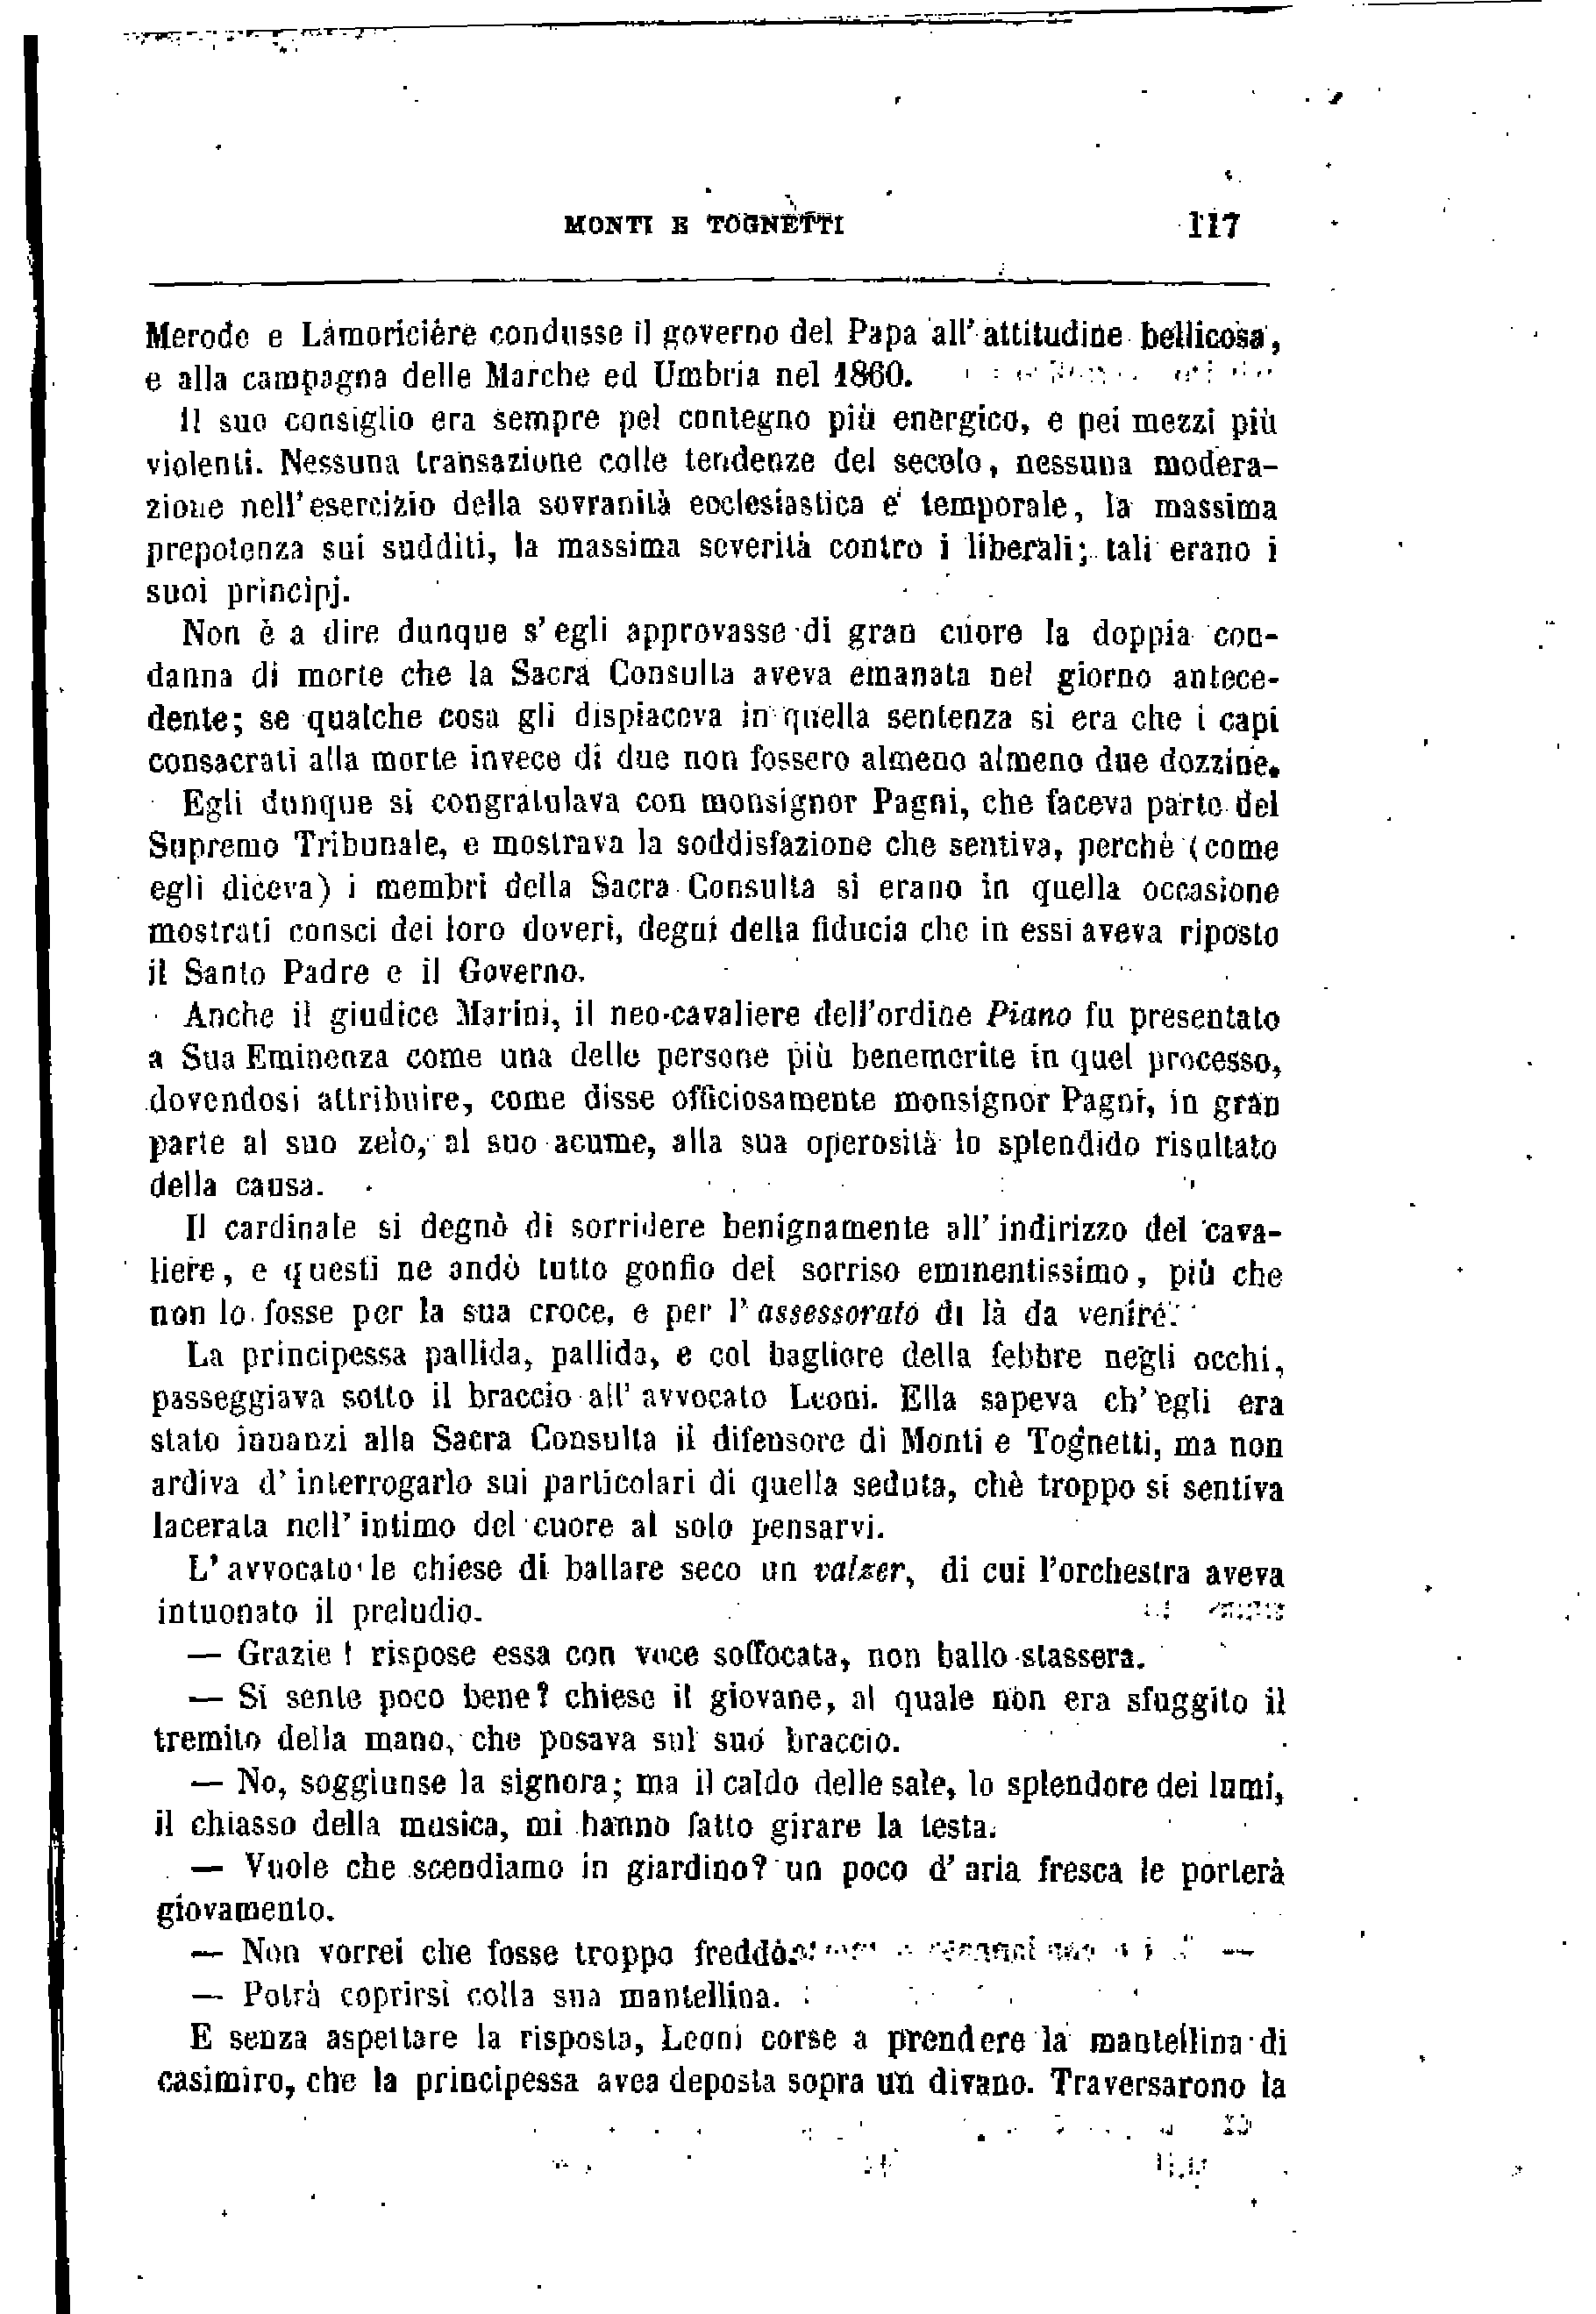 MONTI E TOGNETTI 117
Merode e Lamoricière condusse il governo del Papa all' attitudine bellicosa,
e alla campagna delle Marche ed Umbria nel 1860.
Il suo consiglio era sempre pel contegno più energico, e pei mezzi più
violenti. Nessuna transazione colle tendenze del secolo, nessuna modera-
zione nell'esercizio della sovranità ecclesiastica e temporale, la massima
prepotenza sui sudditi, la massima severità contro i liberali; tali erano i
suoi principj.
Non è a dire dunque s'egli approvasse di gran cuore la doppia con-
danna di morte che la Sacra Consulta aveva emanata nel giorno antece-
dente; se qualche cosa gli dispiaceva in quella sentenza si era che i capi
consacrati alla morte invece di due non fossero almeno almeno due dozzine.
Egli dunque si congratulava con monsignor Pagni, che faceva parte del
Supremo Tribunale, e mostrava la soddisfazione che sentiva, perchè (come
egli diceva) i membri della Sacra Consulta si erano in quella occasione
mostrati consci dei loro doveri, degni della fiducia che in essi aveva riposto
il Santo Padre e il Governo.
Anche il giudice Marini, il neo-cavaliere dell'ordine Piano fu presentato
a Sua Eminenza come una delle persone più benemerite in quel processo,
dovendosi attribuire, come disse officiosamente monsignor Pagni, in gran
parte al suo zelo, al suo acume, alla sua operosità lo splendido risultato
della causa.
Il cardinale si degnò di sorridere benignamente all' indirizzo del cava-
liere, e questi ne andò tutto gonfio del sorriso eminentissimo, più che
non lo fosse per la sua croce, e per l' assessorato di là da venire.
La principessa pallida, pallida, e col bagliore della febbre negli occhi,
passeggiava sotto il braccio all' avvocato Leoni. Ella sapeva ch' egli era
stato innanzi alla Sacra Consulta il difensore di Monti e Tognetti, ma non
ardiva d' interrogarlo sui particolari di quella seduta, chè troppo si sentiva
lacerata nell' intimo del cuore al solo pensarvi.
L' avvocato le chiese di ballare seco un valzer, di cui l'orchestra aveva
intuonato il preludio.
— Grazie! rispose essa con voce soffocata, non ballo stassera.
— Si sente poco bene? chiese il giovane, al quale non era sfuggito il
tremito della mano, che posava sul suo braccio.
— No, soggiunse la signora; ma il caldo delle sale, lo splendore dei lumi,
il chiasso della musica, mi hanno fatto girare la testa.
— Vuole che scendiamo in giardino? un poco d' aria fresca le porterà
giovamento.
— Non vorrei che fosse troppo freddo.
— Potrà coprirsi colla sua mantellina.
E senza aspettare la risposta, Leoni corse a prendere la mantellina di
casimiro, che la principessa avea deposta sopra un divano. Traversarono la